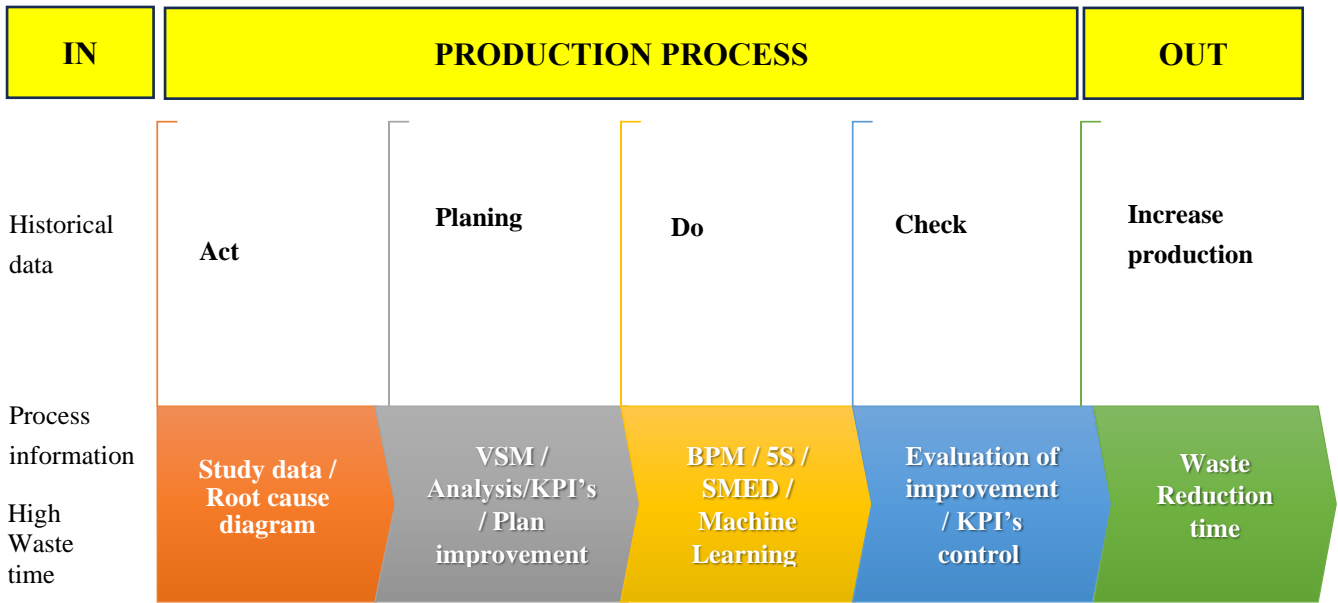 IN
PRODUCTION PROCESS
OUT
Historical
data
Act
Planing
Do
Check
Increase
production
Process
information
High
Waste
time
Study data /
Root cause
diagram
VSM /
Analysis/KPI’s
/ Plan
improvement
BPM / 5S /
SMED /
Machine
Learning
Evaluation of
improvement
/ KPI’s
control
Waste
Reduction
time